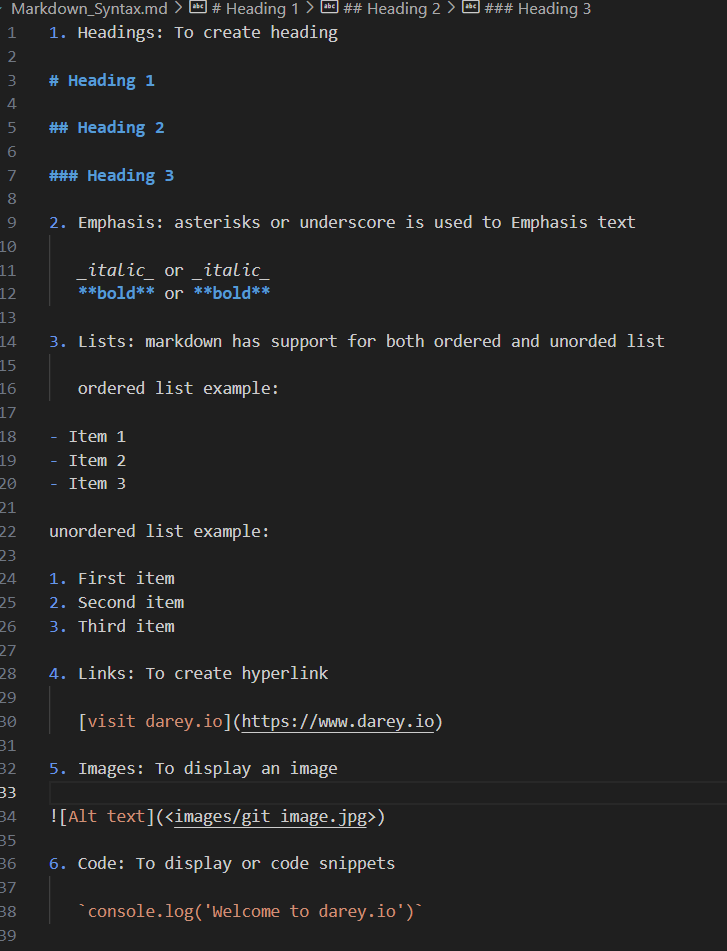 Markdown_Syntax.md > # Heading 1 > ## Heading 2 > ### Heading 3
1 1. Headings: To create heading
2
3 # Heading 1
4
5 ## Heading 2
6
7 ### Heading 3
8
9 2. Emphasis: asterisks or underscore is used to Emphasis text
10
11 _italic_ or _italic_
12 **bold** or **bold**
13
14 3. Lists: markdown has support for both ordered and unorded list
15
16 ordered list example:
17
18 - Item 1
19 - Item 2
20 - Item 3
21
22 unordered list example:
23
24 1. First item
25 2. Second item
26 3. Third item
27
28 4. Links: To create hyperlink
29
30 [visit darey.io](https://www.darey.io)
31
32 5. Images: To display an image
33
34 ![Alt text](<images/git image.jpg>)
35
36 6. Code: To display or code snippets
37
38 `console.log('Welcome to darey.io')`
39